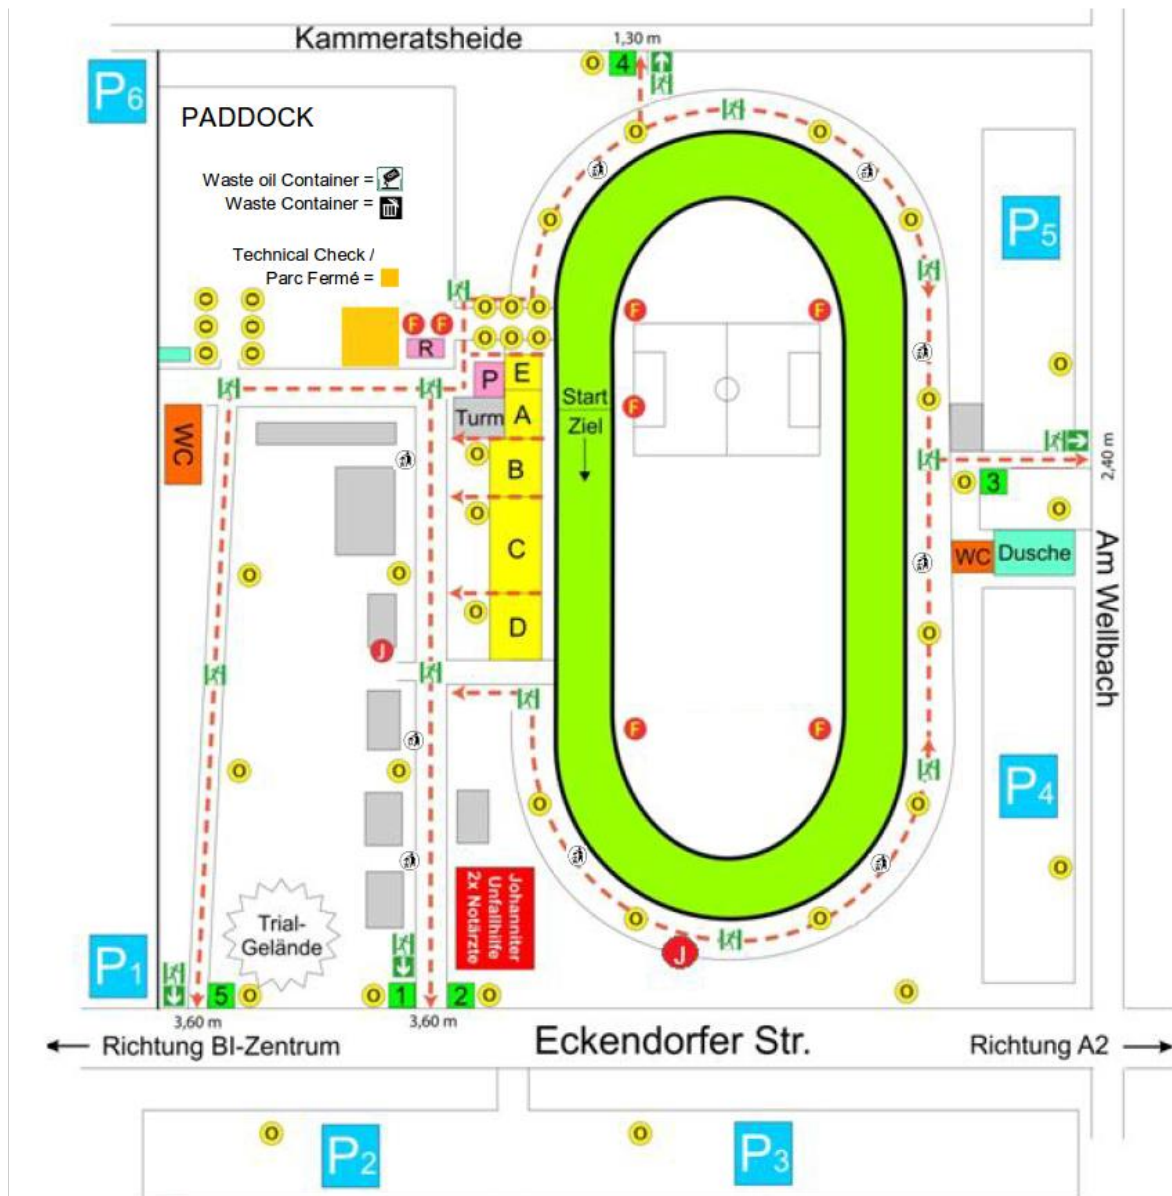 Kammeratsheide
1,30 m
O
4
P6
PADDOCK
Waste oil Container =
Waste Container =
Technical Check /
Parc Fermé =
O
O
O
O
P5
O O
O O
O O
F F
R
O O O
O O O
F
F
F
O
O
P
E
Turm
A
Start
Ziel
WC
B
O
C
O
D
O
O
O
J
2,40 m
O
3
O
WC
Dusche
Am Wellbach
O
F
F
O
O
O
O
P4
O
Johanniter
Unfallhilfe
2x Notärzte
O
O
J
Trial-
Gelände
P1
5
O
O
1
2
O
O
3,60 m
3,60 m
Richtung BI-Zentrum
Eckendorfer Str.
Richtung A2
O
P2
O
P3